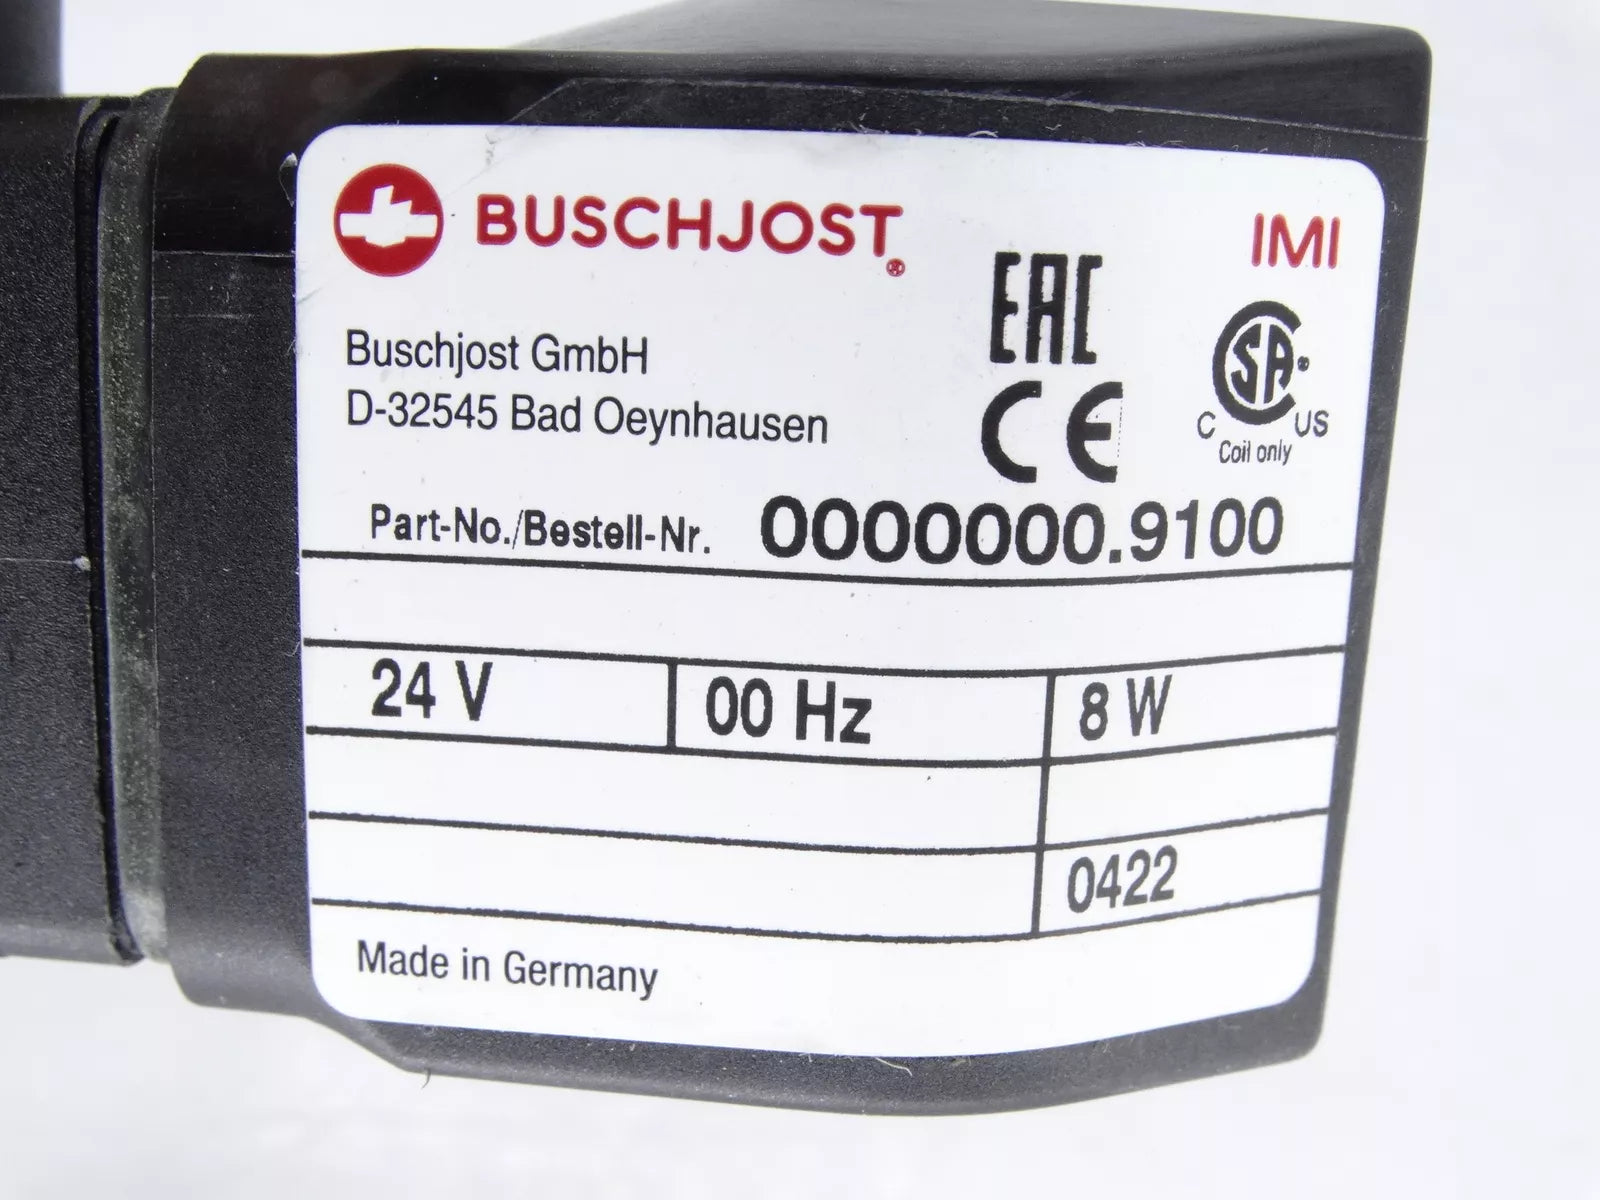 BUSCHJOST®
IMI
EAC
Buschjost GmbH
D-32545 Bad Oeynhausen
CE
SA®
C US
Coil only
Part-No./Bestell-Nr. 0000000.9100
24 V 00 Hz 8 W
0422
Made in Germany